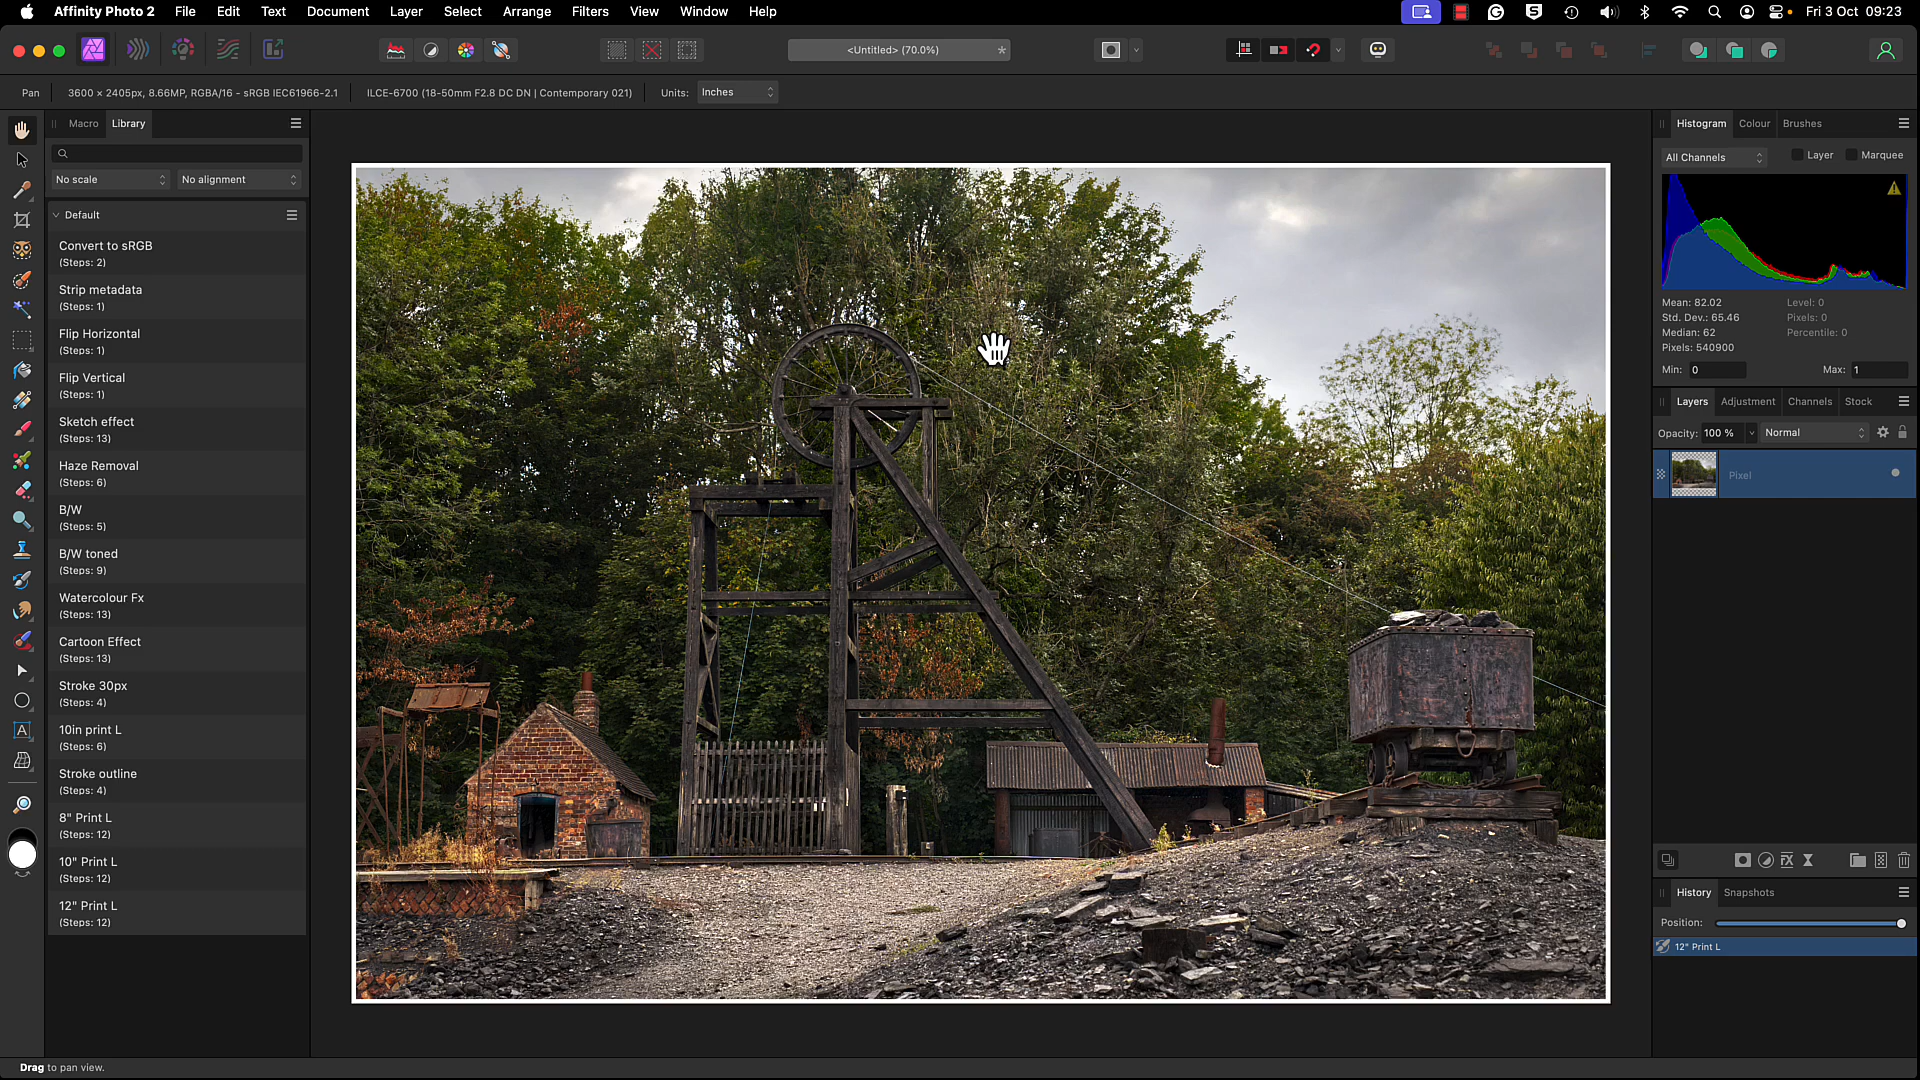 Affinity Photo 2 File Edit Text Document Layer Select Arrange Filters View Window Help Fri 3 Oct 09:23
<Untitled> (70.0%) *
Pan 3600 × 2405px, 8.66MP, RGBA/16 - sRGB IEC61966-2.1 ILCE-6700 (18-50mm F2.8 DC DN | Contemporary 021) Units: Inches
Macro Library
No scale No alignment
Default
Convert to sRGB
(Steps: 2)
Strip metadata
(Steps: 1)
Flip Horizontal
(Steps: 1)
Flip Vertical
(Steps: 1)
Sketch effect
(Steps: 13)
Haze Removal
(Steps: 6)
B/W
(Steps: 5)
B/W toned
(Steps: 9)
Watercolour Fx
(Steps: 13)
Cartoon Effect
(Steps: 13)
Stroke 30px
(Steps: 4)
10in print L
(Steps: 6)
Stroke outline
(Steps: 4)
8" Print L
(Steps: 12)
10" Print L
(Steps: 12)
12" Print L
(Steps: 12)
Drag to pan view.
Histogram Colour Brushes
All Channels Layer Marquee
Mean: 82.02 Level: 0
Std. Dev.: 65.46 Pixels: 0
Median: 62 Percentile: 0
Pixels: 540900
Min: 0 Max: 1
Layers Adjustment Channels Stock
Opacity: 100 % Normal
Pixel
History Snapshots
Position:
12" Print L